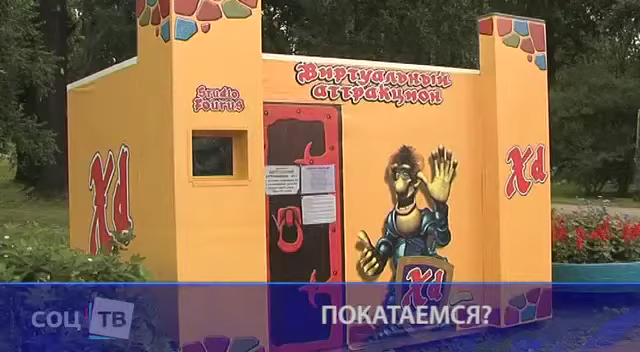 Виртуальный
аттракцион
Studio
Fourus
Xd
Xd
Xd
ПОКАТАЕМСЯ?
СОЦ ТВ